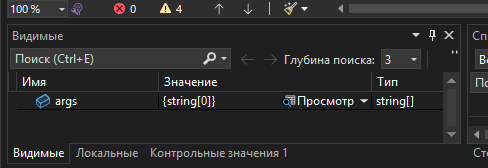 100 % 0 4
Видимые
Поиск (Ctrl+E) Глубина поиска: 3 "
Имя Значение Тип
args {string[0]} Просмотр string[]
Видимые Локальные Контрольные значения 1